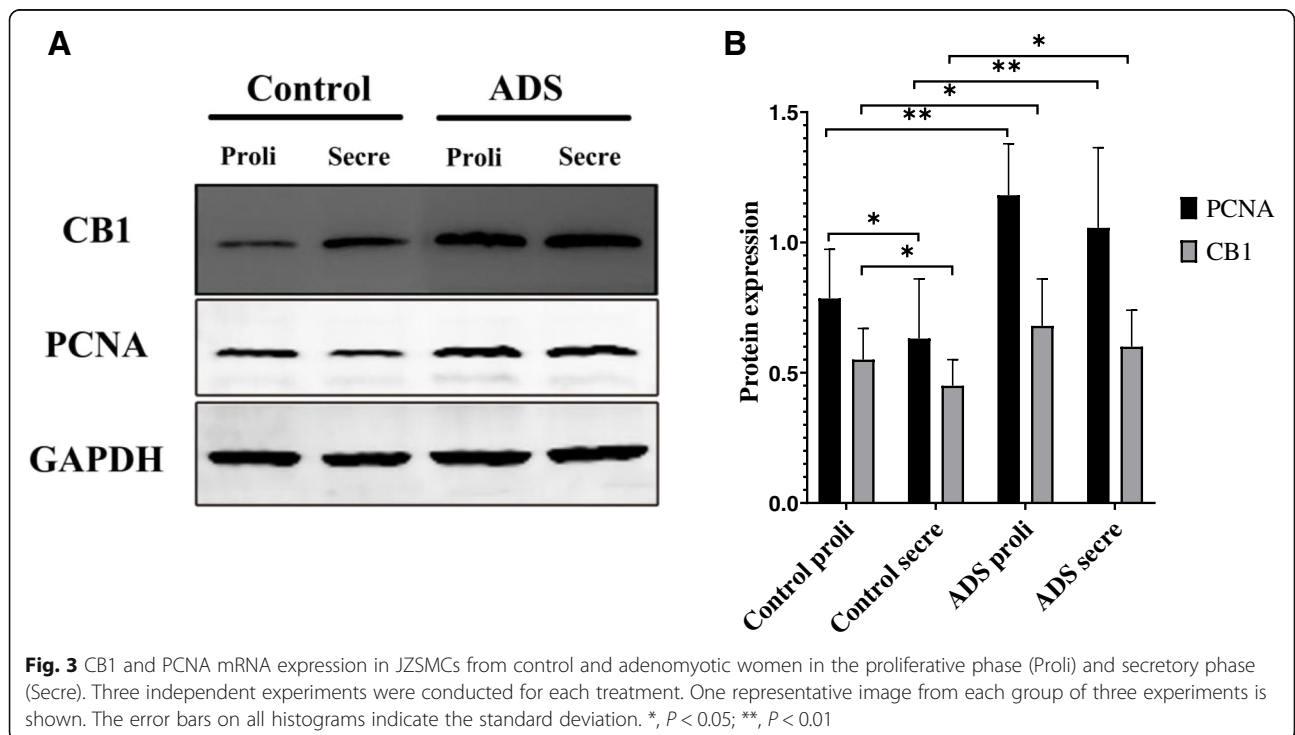 A
Control ADS
Proli Secre Proli Secre
CB1
PCNA
GAPDH
B
*
**
*
**
*
*
1.5
1.0
0.5
0.0
Protein expression
PCNA
CB1
Control proli
Control secre
ADS proli
ADS secre
Fig. 3 CB1 and PCNA mRNA expression in JZSMCs from control and adenomyotic women in the proliferative phase (Proli) and secretory phase
(Secre). Three independent experiments were conducted for each treatment. One representative image from each group of three experiments is
shown. The error bars on all histograms indicate the standard deviation. *, P < 0.05; **, P < 0.01